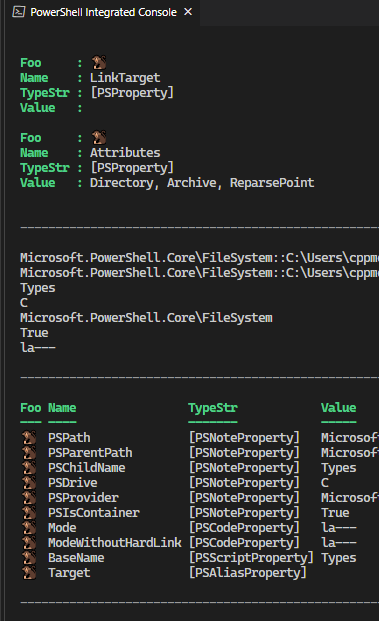 PowerShell Integrated Console
Foo :
Name : LinkTarget
TypeStr : [PSProperty]
Value :
Foo :
Name : Attributes
TypeStr : [PSProperty]
Value : Directory, Archive, ReparsePoint
Microsoft.PowerShell.Core\FileSystem::C:\Users\cppm
Microsoft.PowerShell.Core\FileSystem::C:\Users\cppm
Types
C
Microsoft.PowerShell.Core\FileSystem
True
la---
Foo Name TypeStr Value
--- ---- ------- -----
PSPath [PSNoteProperty] Microsof
PSParentPath [PSNoteProperty] Microsof
PSChildName [PSNoteProperty] Types
PSDrive [PSNoteProperty] C
PSProvider [PSNoteProperty] Microsof
PSIsContainer [PSNoteProperty] True
Mode [PSCodeProperty] la---
ModeWithoutHardLink [PSCodeProperty] la---
BaseName [PSScriptProperty] Types
Target [PSAliasProperty]